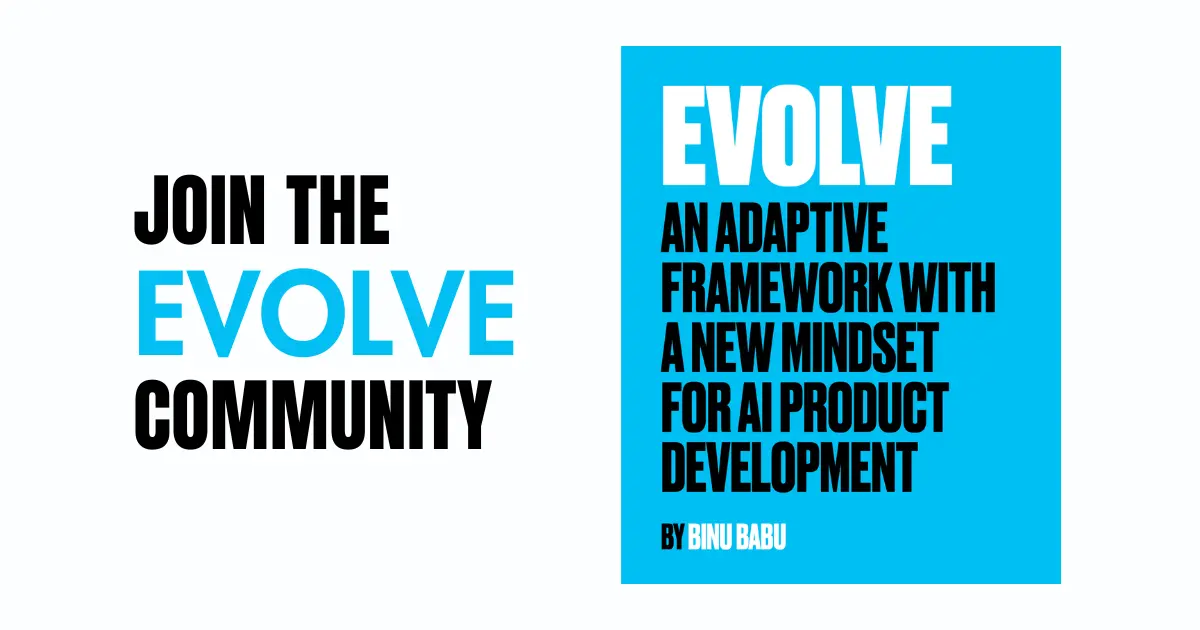 JOIN THE
EVOLVE
COMMUNITY
EVOLVE
AN ADAPTIVE
FRAMEWORK WITH
A NEW MINDSET
FOR AI PRODUCT
DEVELOPMENT
BY BINU BABU